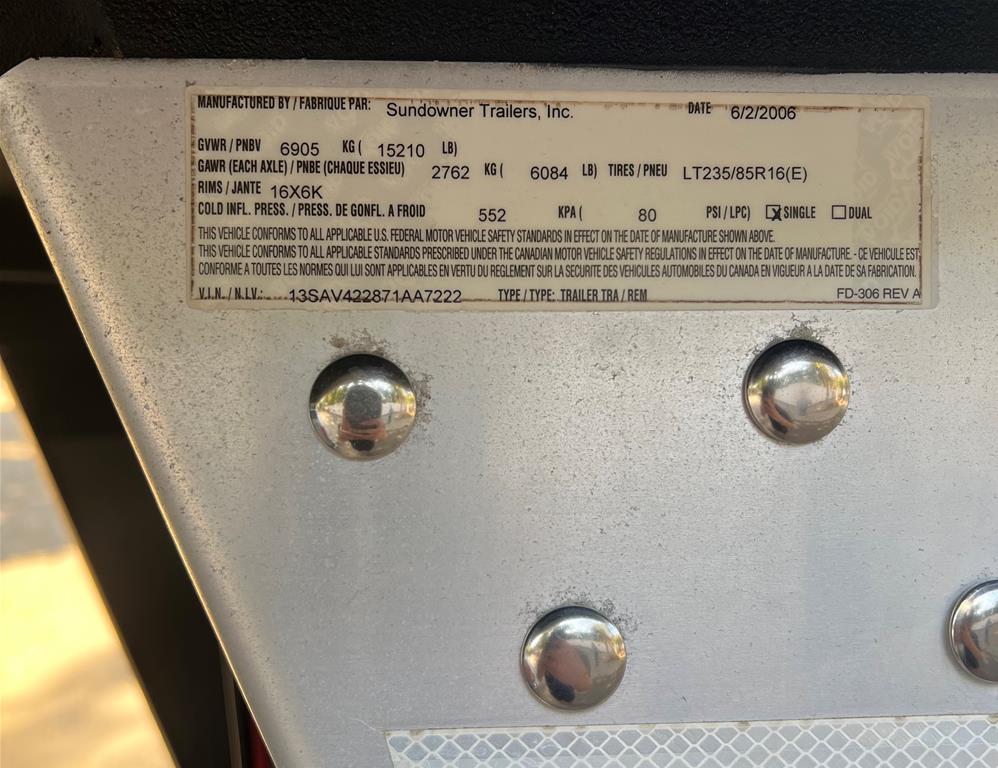 MANUFACTURED BY / FABRIQUE PAR: Sundowner Trailers, Inc. DATE 6/2/2006
GVWR / PNBV 6905 KG ( 15210 LB)
GAWR (EACH AXLE) / PNBE (CHAQUE ESSIEU) 2762 KG ( 6084 LB) TIRES / PNEU LT235/85R16(E)
RIMS / JANTE 16X6K
COLD INFL. PRESS. / PRESS. DE GONFL. A FROID 552 KPA ( 80 PSI / LPC) ☒ SINGLE ☐ DUAL
THIS VEHICLE CONFORMS TO ALL APPLICABLE U.S. FEDERAL MOTOR VEHICLE SAFETY STANDARDS IN EFFECT ON THE DATE OF MANUFACTURE SHOWN ABOVE.
THIS VEHICLE CONFORMS TO ALL APPLICABLE STANDARDS PRESCRIBED UNDER THE CANADIAN MOTOR VEHICLE SAFETY REGULATIONS IN EFFECT ON THE DATE OF MANUFACTURE. - CE VEHICULE EST
CONFORME A TOUTES LES NORMES QUI LUI SONT APPLICABLES EN VERTU DU REGLEMENT SUR LA SECURITE DES VEHICULES AUTOMOBILES DU CANADA EN VIGUEUR A LA DATE DE SA FABRICATION.
V.I.N. / N.I.V.: 13SAV422871AA7222 TYPE / TYPE: TRAILER TRA / REM FD-306 REV A